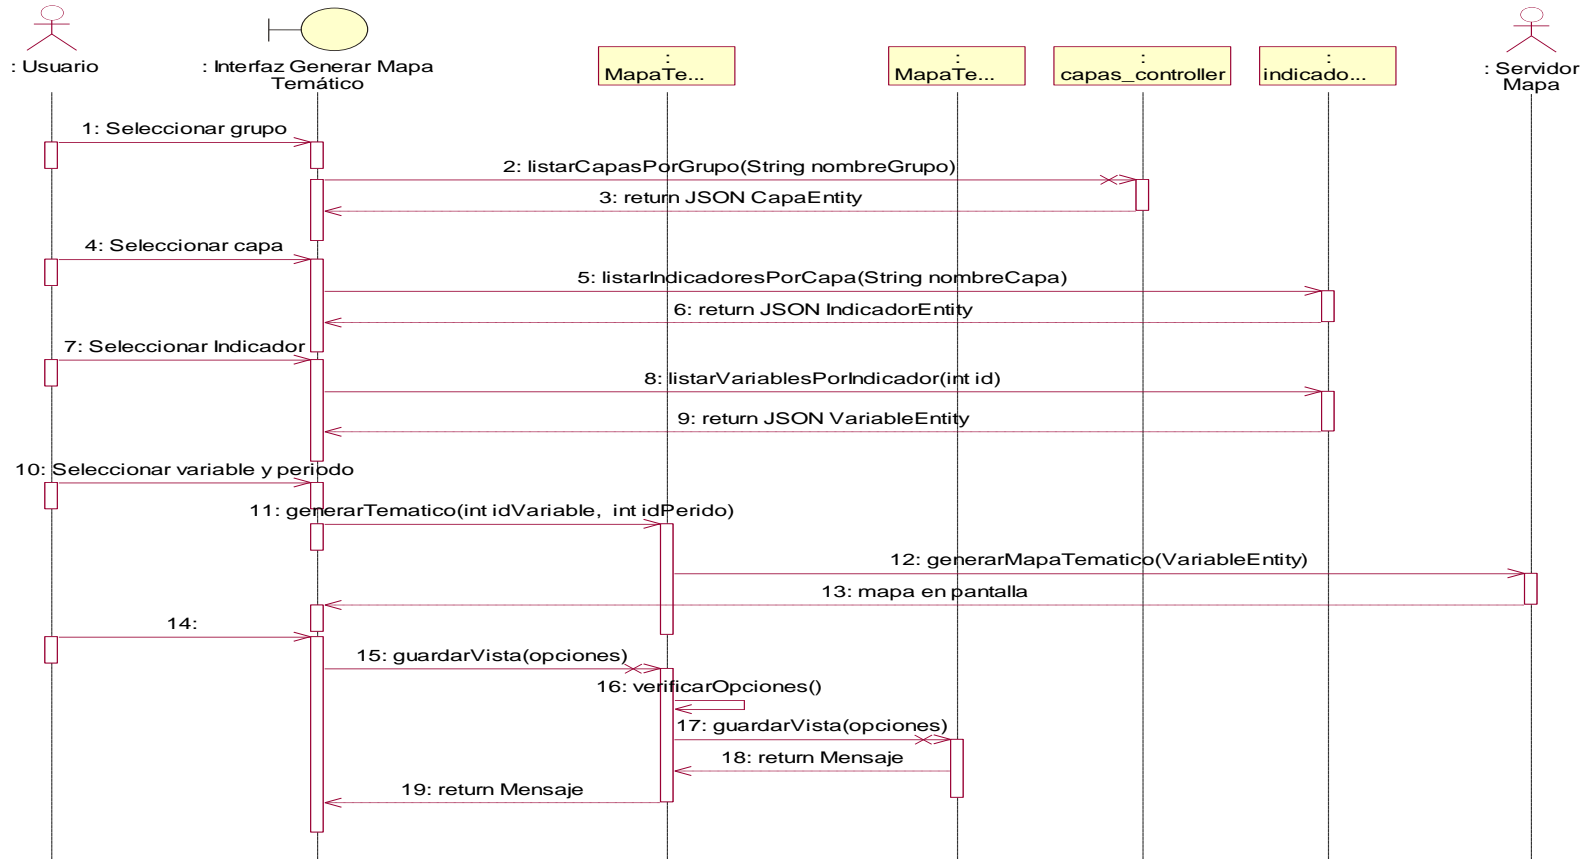 : Usuario
: Interfaz Generar Mapa
Temático
:
MapaTe...
:
MapaTe...
:
capas_controller
:
indicado...
: Servidor
Mapa
1: Seleccionar grupo
2: listarCapasPorGrupo(String nombreGrupo)
3: return JSON CapaEntity
4: Seleccionar capa
5: listarIndicadoresPorCapa(String nombreCapa)
6: return JSON IndicadorEntity
7: Seleccionar Indicador
8: listarVariablesPorIndicador(int id)
9: return JSON VariableEntity
10: Seleccionar variable y periodo
11: generarTematico(int idVariable, int idPerido)
12: generarMapaTematico(VariableEntity)
13: mapa en pantalla
14:
15: guardarVista(opciones)
16: verificarOpciones()
17: guardarVista(opciones)
18: return Mensaje
19: return Mensaje